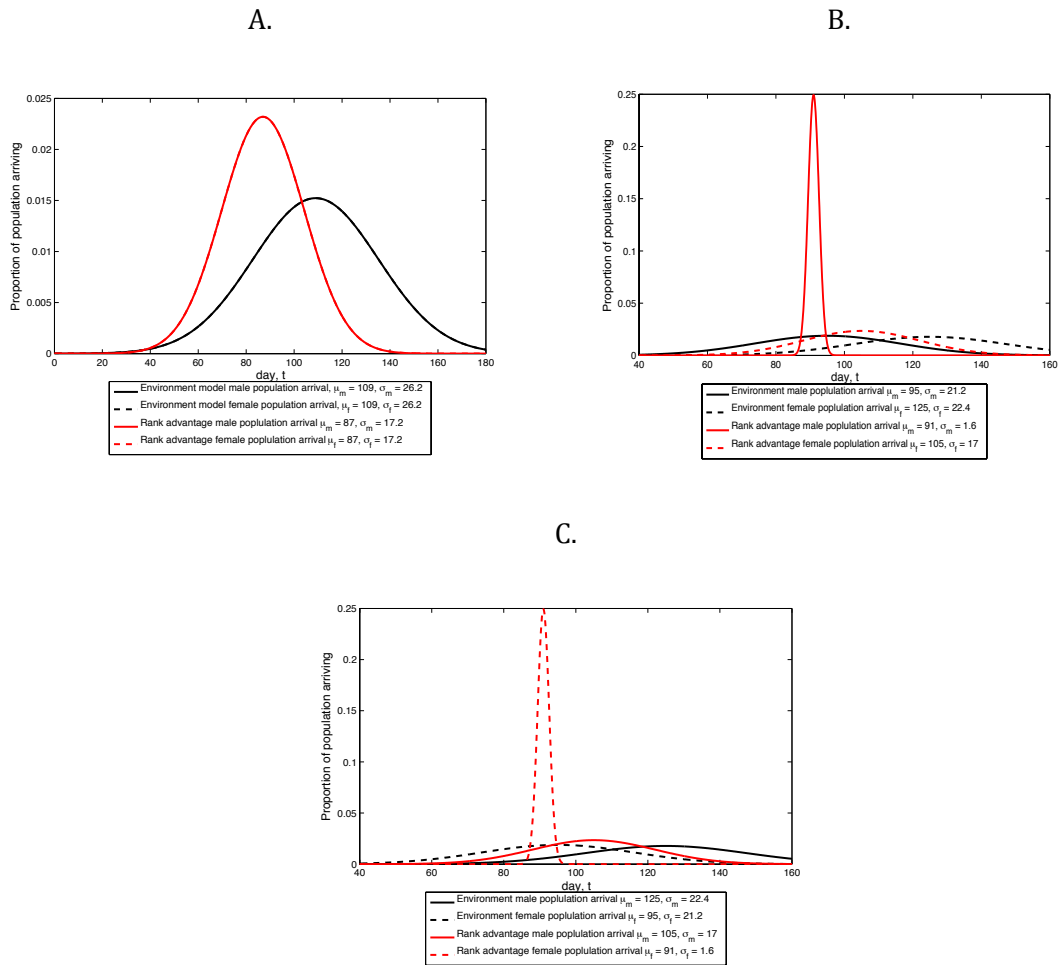 A.
B.
0.025
0.02
0.015
0.01
0.005
0
Proportion of population arriving
0 20 40 60 80 100 120 140 160 180
day, t
Environment model male population arrival, μm = 109, σm = 26.2
Environment model female population arrival, μf = 109, σf = 26.2
Rank advantage male population arrival μm = 87, σm = 17.2
Rank advantage female population arrival μf = 87, σf = 17.2
0.25
0.2
0.15
0.1
0.05
0
Proportion of population arriving
40 60 80 100 120 140 160
day, t
Environment male poplulation arrival μm = 95, σm = 21.2
Environment female poplulation arrival μf = 125, σf = 22.4
Rank advantage male poplulation arrival μm = 91, σm = 1.6
Rank advantage female poplulation arrival μf = 105, σf = 17
C.
0.25
0.2
0.15
0.1
0.05
0
Proportion of population arriving
40 60 80 100 120 140 160
day, t
Environment male poplulation arrival μm = 125, σm = 22.4
Environment female poplulation arrival μf = 95, σf = 21.2
Rank advantage male poplulation arrival μm = 105, σm = 17
Rank advantage female poplulation arrival μf = 91, σf = 1.6